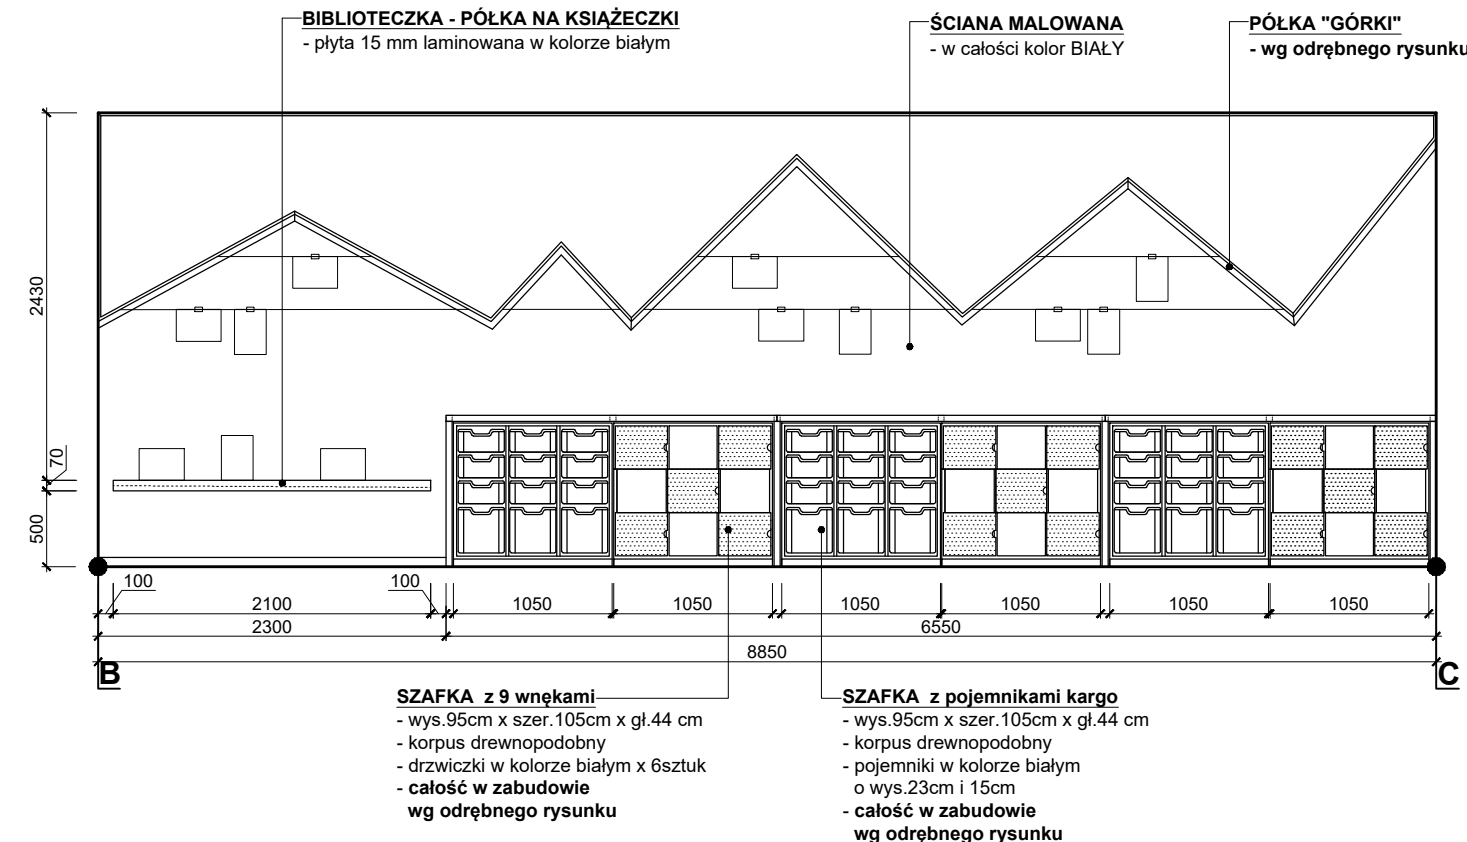 BIBLIOTECZKA - PÓŁKA NA KSIĄŻECZKI
- płyta 15 mm laminowana w kolorze białym
ŚCIANA MALOWANA
- w całości kolor BIAŁY
PÓŁKA "GÓRKI"
- wg odrębnego rysunku
2430
70
500
100
100
2100
1050
1050
1050
1050
1050
1050
2300
6550
8850
B
C
SZAFKA z 9 wnękami
- wys.95cm x szer.105cm x gł.44 cm
- korpus drewnopodobny
- drzwiczki w kolorze białym x 6sztuk
- całość w zabudowie
wg odrębnego rysunku
SZAFKA z pojemnikami kargo
- wys.95cm x szer.105cm x gł.44 cm
- korpus drewnopodobny
- pojemniki w kolorze białym
o wys.23cm i 15cm
- całość w zabudowie
wg odrębnego rysunku